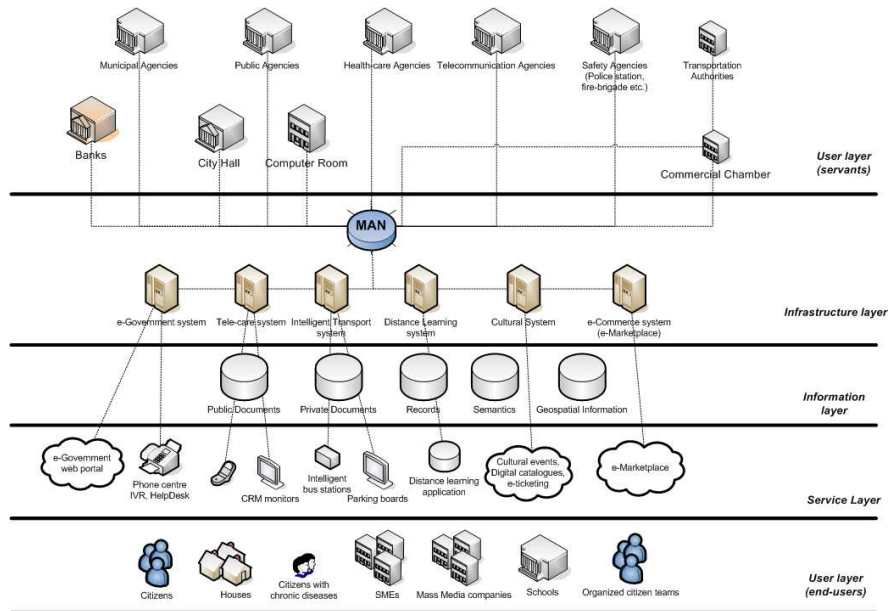 Municipal Agencies
Public Agencies
Health-care Agencies
Telecommunication Agencies
Safety Agencies
(Police station,
fire-brigade etc.)
Transportation
Authorities
Banks
City Hall
Computer Room
Commercial Chamber
User layer
(servants)
MAN
e-Government system
Tele-care system
Intelligent Transport
system
Distance Learning
system
Cultural System
e-Commerce system
(e-Marketplace)
Infrastructure layer
Public Documents
Private Documents
Records
Semantics
Geospatial Information
Information
layer
e-Government
web portal
Phone centre
IVR, HelpDesk
CRM monitors
Intelligent
bus stations
Parking boards
Distance learning
application
Cultural events,
Digital catalogues,
e-ticketing
e-Marketplace
Service Layer
Citizens
Houses
Citizens with
chronic diseases
SMEs
Mass Media companies
Schools
Organized citizen teams
User layer
(end-users)